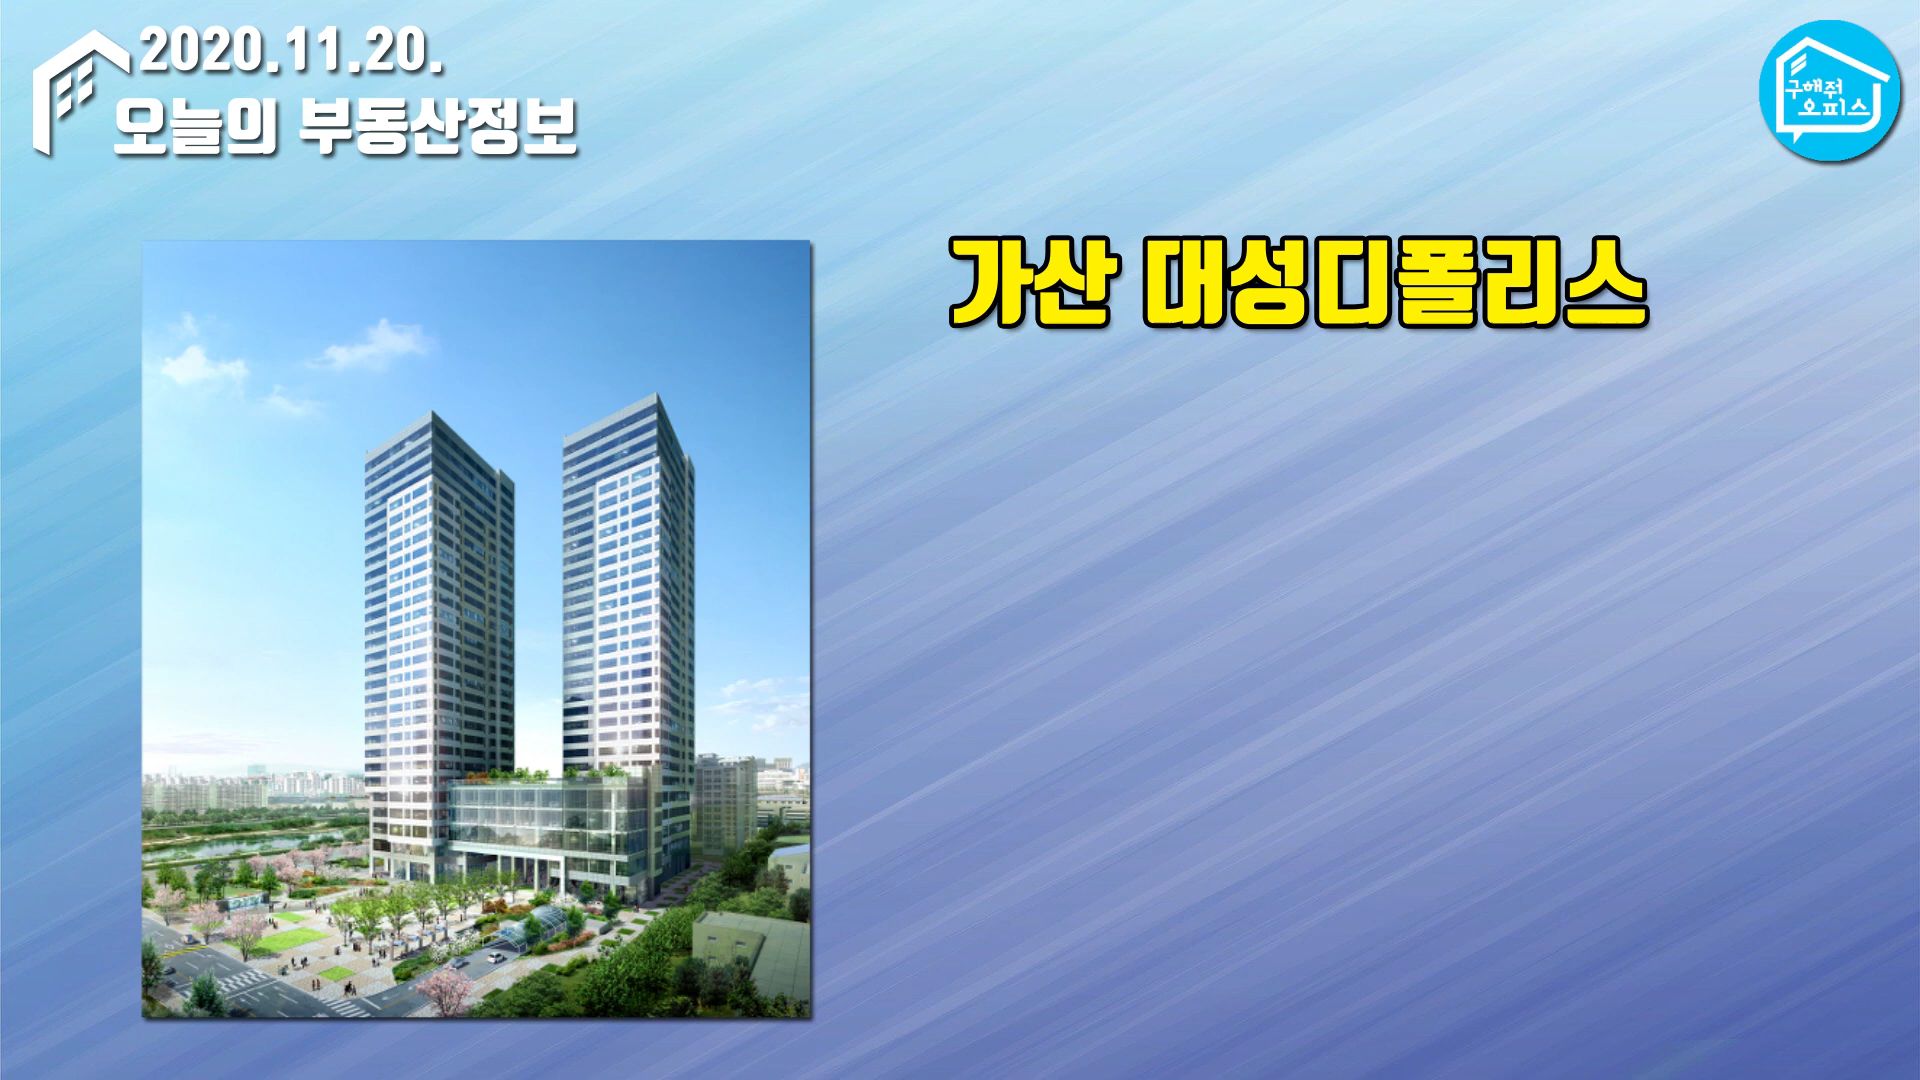 2020.11.20.
오늘의 부동산정보
구해줘
오피스
가산 대성디폴리스